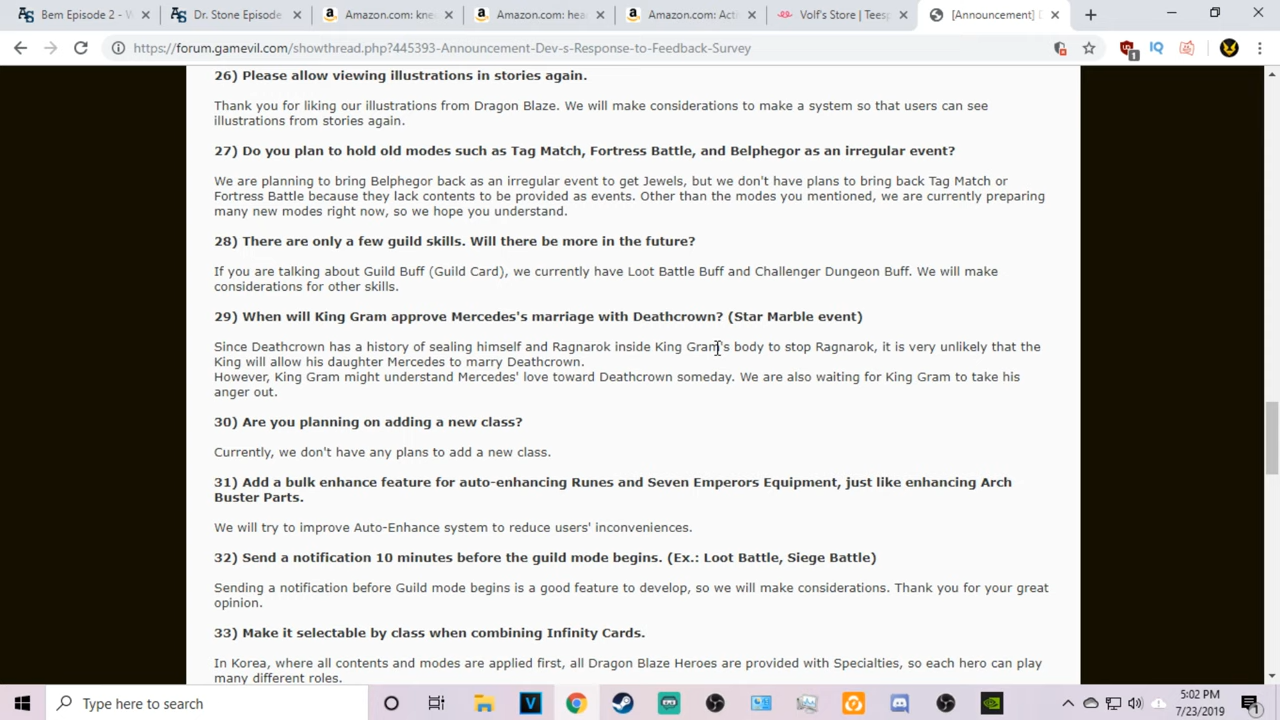 Bem Episode 2 - W
Dr. Stone Episode
Amazon.com: kne
Amazon.com: hea
Amazon.com: Acti
Volf's Store | Teesp
[Announcement] D
https://forum.gamevil.com/showthread.php?445393-Announcement-Dev-s-Response-to-Feedback-Survey
26) Please allow viewing illustrations in stories again.
Thank you for liking our illustrations from Dragon Blaze. We will make considerations to make a system so that users can see
illustrations from stories again.
27) Do you plan to hold old modes such as Tag Match, Fortress Battle, and Belphegor as an irregular event?
We are planning to bring Belphegor back as an irregular event to get Jewels, but we don't have plans to bring back Tag Match or
Fortress Battle because they lack contents to be provided as events. Other than the modes you mentioned, we are currently preparing
many new modes right now, so we hope you understand.
28) There are only a few guild skills. Will there be more in the future?
If you are talking about Guild Buff (Guild Card), we currently have Loot Battle Buff and Challenger Dungeon Buff. We will make
considerations for other skills.
29) When will King Gram approve Mercedes's marriage with Deathcrown? (Star Marble event)
Since Deathcrown has a history of sealing himself and Ragnarok inside King Gram's body to stop Ragnarok, it is very unlikely that the
King will allow his daughter Mercedes to marry Deathcrown.
However, King Gram might understand Mercedes' love toward Deathcrown someday. We are also waiting for King Gram to take his
anger out.
30) Are you planning on adding a new class?
Currently, we don't have any plans to add a new class.
31) Add a bulk enhance feature for auto-enhancing Runes and Seven Emperors Equipment, just like enhancing Arch
Buster Parts.
We will try to improve Auto-Enhance system to reduce users' inconveniences.
32) Send a notification 10 minutes before the guild mode begins. (Ex.: Loot Battle, Siege Battle)
Sending a notification before Guild mode begins is a good feature to develop, so we will make considerations. Thank you for your great
opinion.
33) Make it selectable by class when combining Infinity Cards.
In Korea, where all contents and modes are applied first, all Dragon Blaze Heroes are provided with Specialties, so each hero can play
many different roles.
Type here to search
5:02 PM
7/23/2019